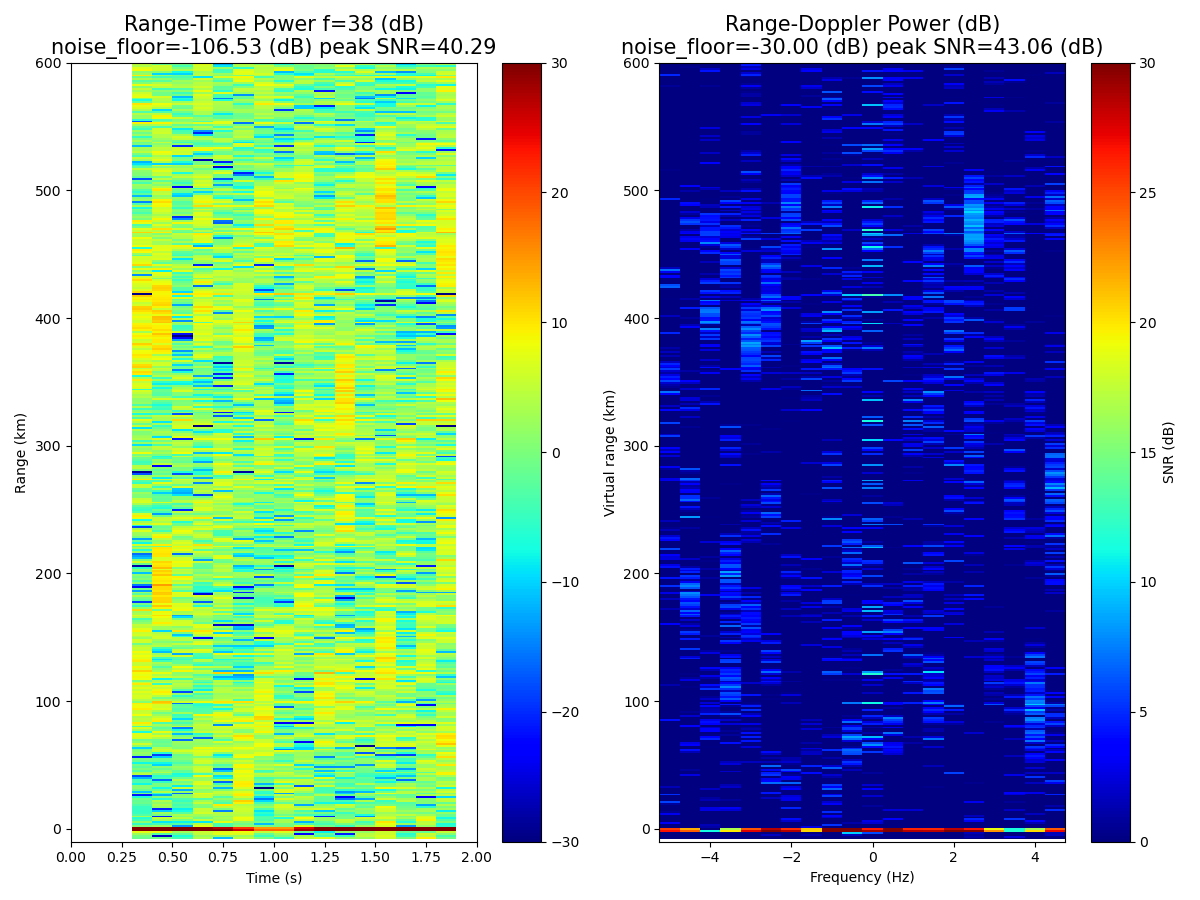 Range-Time Power f=38 (dB)
noise_floor=-106.53 (dB) peak SNR=40.29
600
500
400
300
200
100
0
Range (km)
0.00 0.25 0.50 0.75 1.00 1.25 1.50 1.75 2.00
Time (s)
30
20
10
0
−10
−20
−30
Range-Doppler Power (dB)
noise_floor=-30.00 (dB) peak SNR=43.06 (dB)
600
500
400
300
200
100
0
Virtual range (km)
−4 −2 0 2 4
Frequency (Hz)
30
25
20
15
10
5
0
SNR (dB)